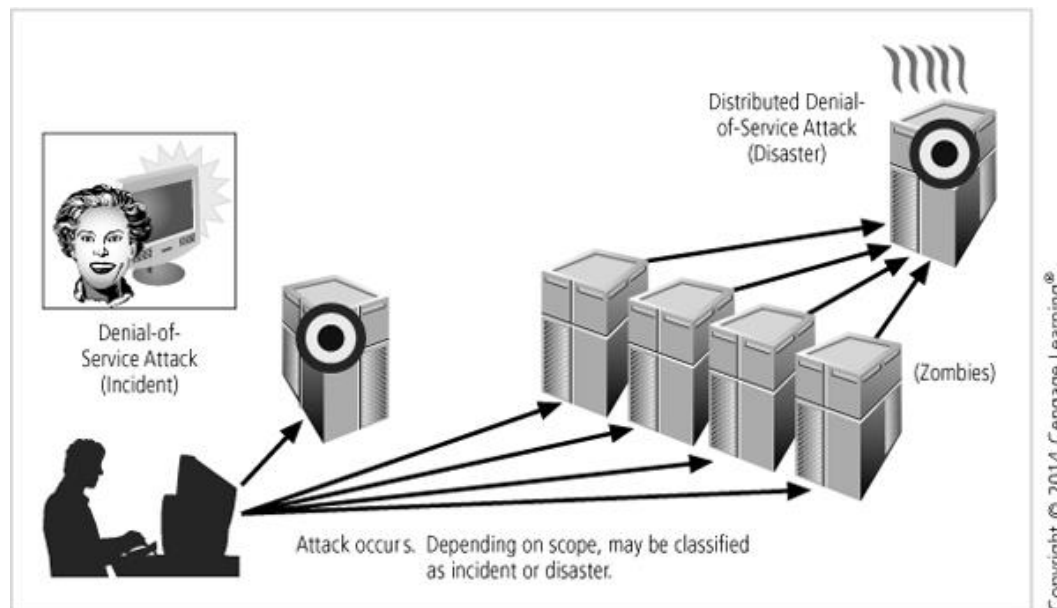 Distributed Denial-
of-Service Attack
(Disaster)
Denial-of-
Service Attack
(Incident)
(Zombies)
Attack occurs. Depending on scope, may be classified
as incident or disaster.
Copyright © 2014 Cengage Learning®